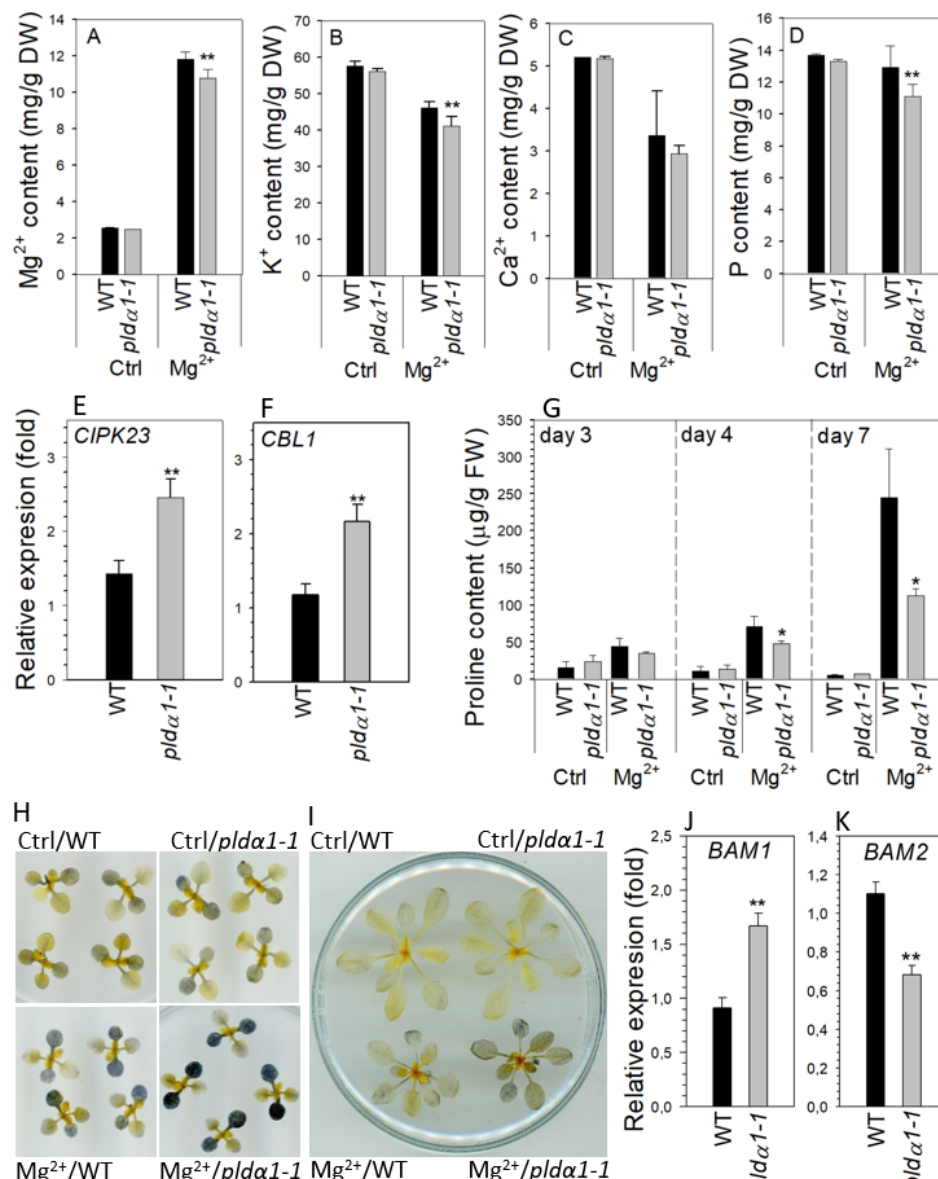 A
Mg²⁺ content (mg/g DW)
14
12
10
8
6
4
2
0
**
WT
pldα1-1
WT
pldα1-1
Ctrl
Mg²⁺
B
K⁺ content (mg/g DW)
70
60
50
40
30
20
10
0
**
WT
pldα1-1
WT
pldα1-1
Ctrl
Mg²⁺
C
Ca²⁺ content (mg/g DW)
6
5
4
3
2
1
0
WT
pldα1-1
WT
pldα1-1
Ctrl
Mg²⁺
D
P content (mg/g DW)
16
14
12
10
8
6
4
2
0
**
WT
pldα1-1
WT
pldα1-1
Ctrl
Mg²⁺
E
CIPK23
Relative expresion (fold)
3
2
1
0
**
WT
pldα1-1
F
CBL1
3
2
1
0
**
WT
pldα1-1
G
day 3
day 4
day 7
Proline content (µg/g FW)
350
300
250
200
150
100
50
0
*
*
WT
pldα1-1
WT
pldα1-1
WT
pldα1-1
WT
pldα1-1
WT
pldα1-1
WT
pldα1-1
Ctrl
Mg²⁺
Ctrl
Mg²⁺
Ctrl
Mg²⁺
H
Ctrl/WT
Ctrl/pldα1-1
Mg²⁺/WT
Mg²⁺/pldα1-1
I
Ctrl/WT
Ctrl/pldα1-1
Mg²⁺/WT
Mg²⁺/pldα1-1
J
BAM1
Relative expresion (fold)
2,5
2,0
1,5
1,0
0,5
0,0
**
WT
ldα1-1
K
BAM2
1,4
1,2
1,0
0,8
0,6
0,4
0,2
0,0
**
WT
pldα1-1